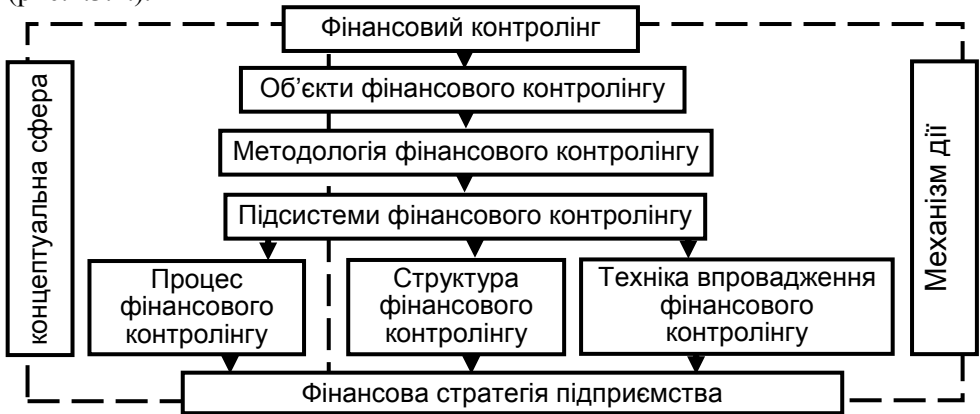 Фінансовий контролінг
Об’єкти фінансового контролінгу
Методологія фінансового контролінгу
Підсистеми фінансового контролінгу
концептуальна сфера
Механізм дії
Процес
фінансового
контролінгу
Структура
фінансового
контролінгу
Техніка впровадження
фінансового
контролінгу
Фінансова стратегія підприємства